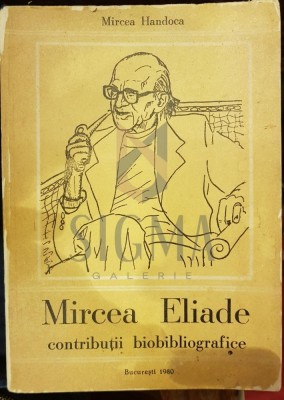 Mircea Handoca
SIGMA
GALERIE
Mircea Eliade
contribuții biobibliografice
București 1980